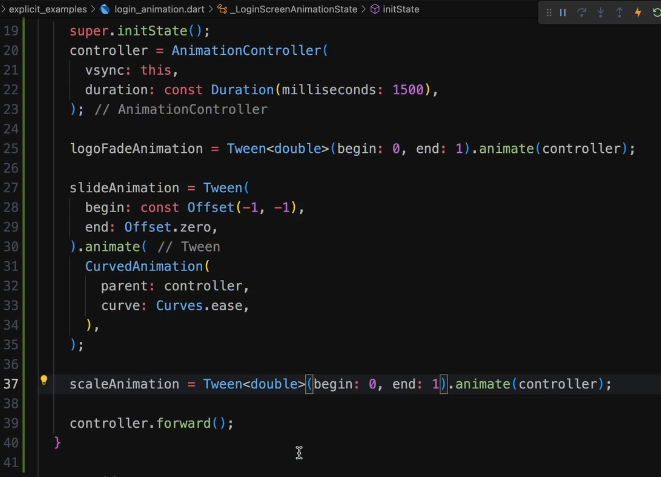 explicit_examples > login_animation.dart > _LoginScreenAnimationState > initState
19 super.initState();
20 controller = AnimationController(
21 vsync: this,
22 duration: const Duration(milliseconds: 1500),
23 ); // AnimationController
24
25 logoFadeAnimation = Tween<double>(begin: 0, end: 1).animate(controller);
26
27 slideAnimation = Tween(
28 begin: const Offset(-1, -1),
29 end: Offset.zero,
30 ).animate( // Tween
31 CurvedAnimation(
32 parent: controller,
33 curve: Curves.ease,
34 ),
35 );
36
37 scaleAnimation = Tween<double>(begin: 0, end: 1).animate(controller);
38
39 controller.forward();
40 }
41